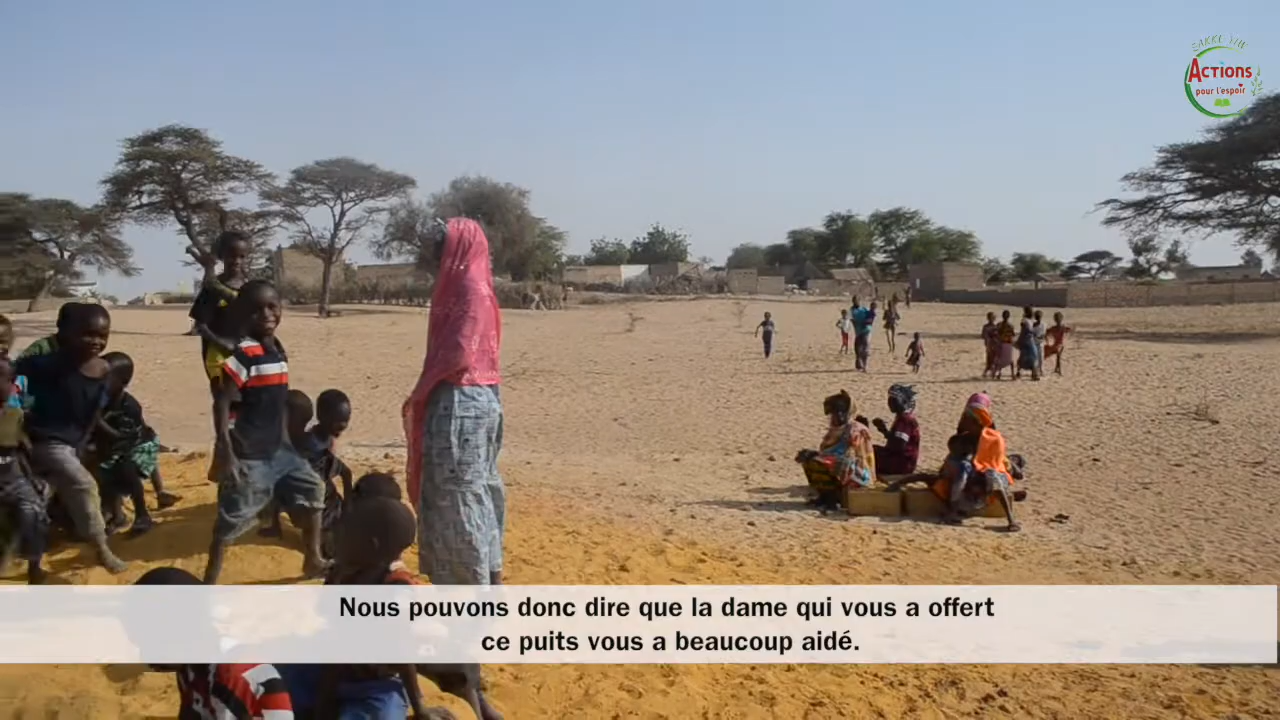 Actions
pour l'espoir
Nous pouvons donc dire que la dame qui vous a offert
ce puits vous a beaucoup aidé.